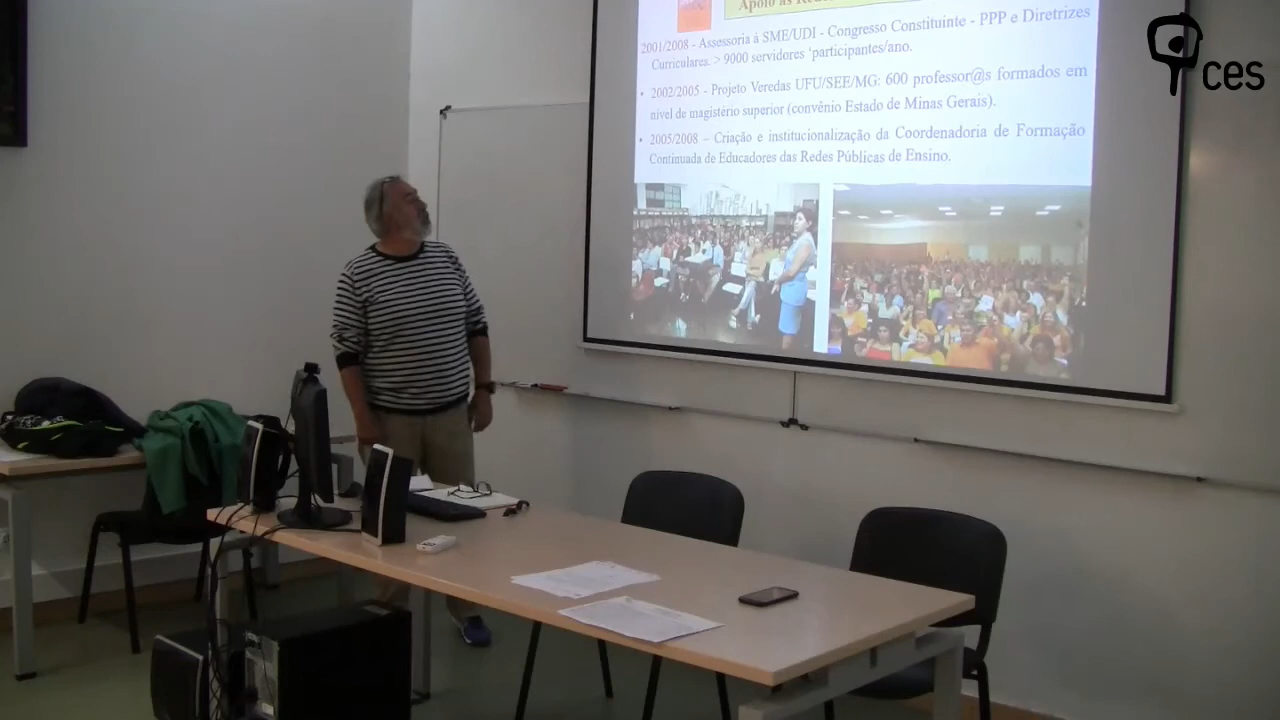 Apoio às
2001/2008 - Assessoria à SME/UDI - Congresso Constituinte - PPP e Diretrizes
Curriculares. > 9000 servidores ‘participantes/ano.
• 2002/2005 - Projeto Veredas UFU/SEE/MG: 600 professor@s formados em
nível de magistério superior (convênio Estado de Minas Gerais).
• 2005/2008 – Criação e institucionalização da Coordenadoria de Formação
Continuada de Educadores das Redes Públicas de Ensino.
ces